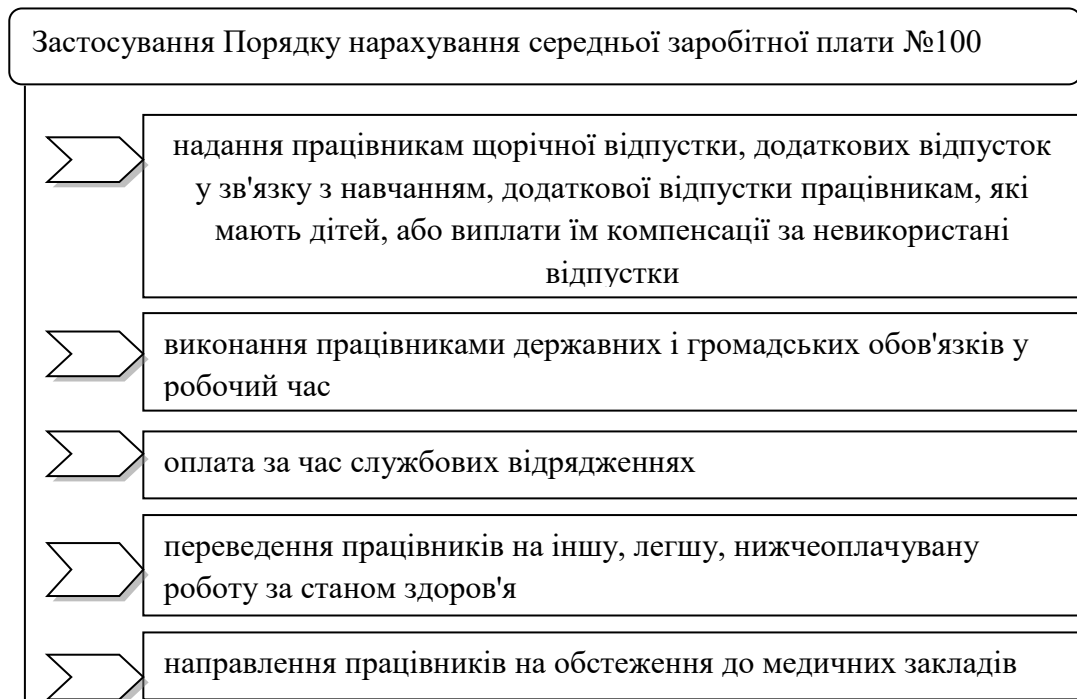 Застосування Порядку нарахування середньої заробітної плати №100
надання працівникам щорічної відпустки, додаткових відпусток
у зв'язку з навчанням, додаткової відпустки працівникам, які
мають дітей, або виплати їм компенсації за невикористані
відпустки
виконання працівниками державних і громадських обов'язків у
робочий час
оплата за час службових відрядженнях
переведення працівників на іншу, легшу, нижчеоплачувану
роботу за станом здоров'я
направлення працівників на обстеження до медичних закладів